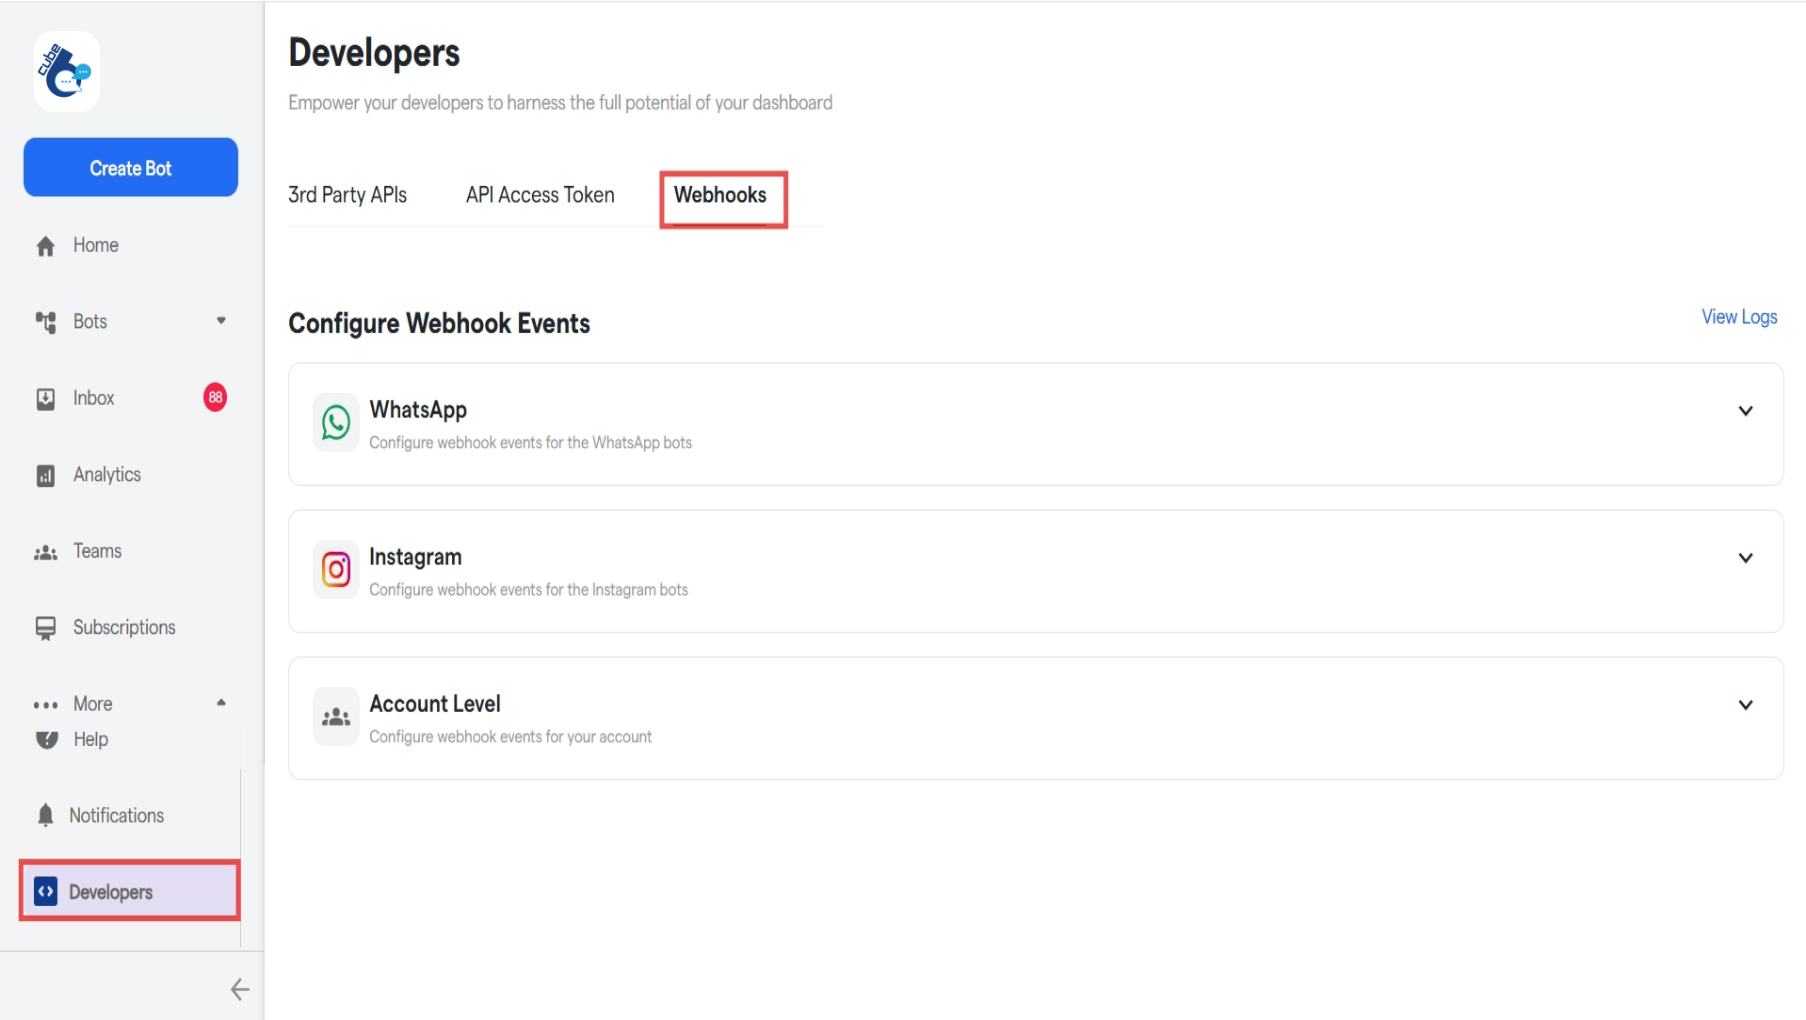 cube
Create Bot
Home
Bots
Inbox
88
Analytics
Teams
Subscriptions
More
Help
Notifications
Developers
Developers
Empower your developers to harness the full potential of your dashboard
3rd Party APIs
API Access Token
Webhooks
Configure Webhook Events
View Logs
WhatsApp
Configure webhook events for the WhatsApp bots
Instagram
Configure webhook events for the Instagram bots
Account Level
Configure webhook events for your account